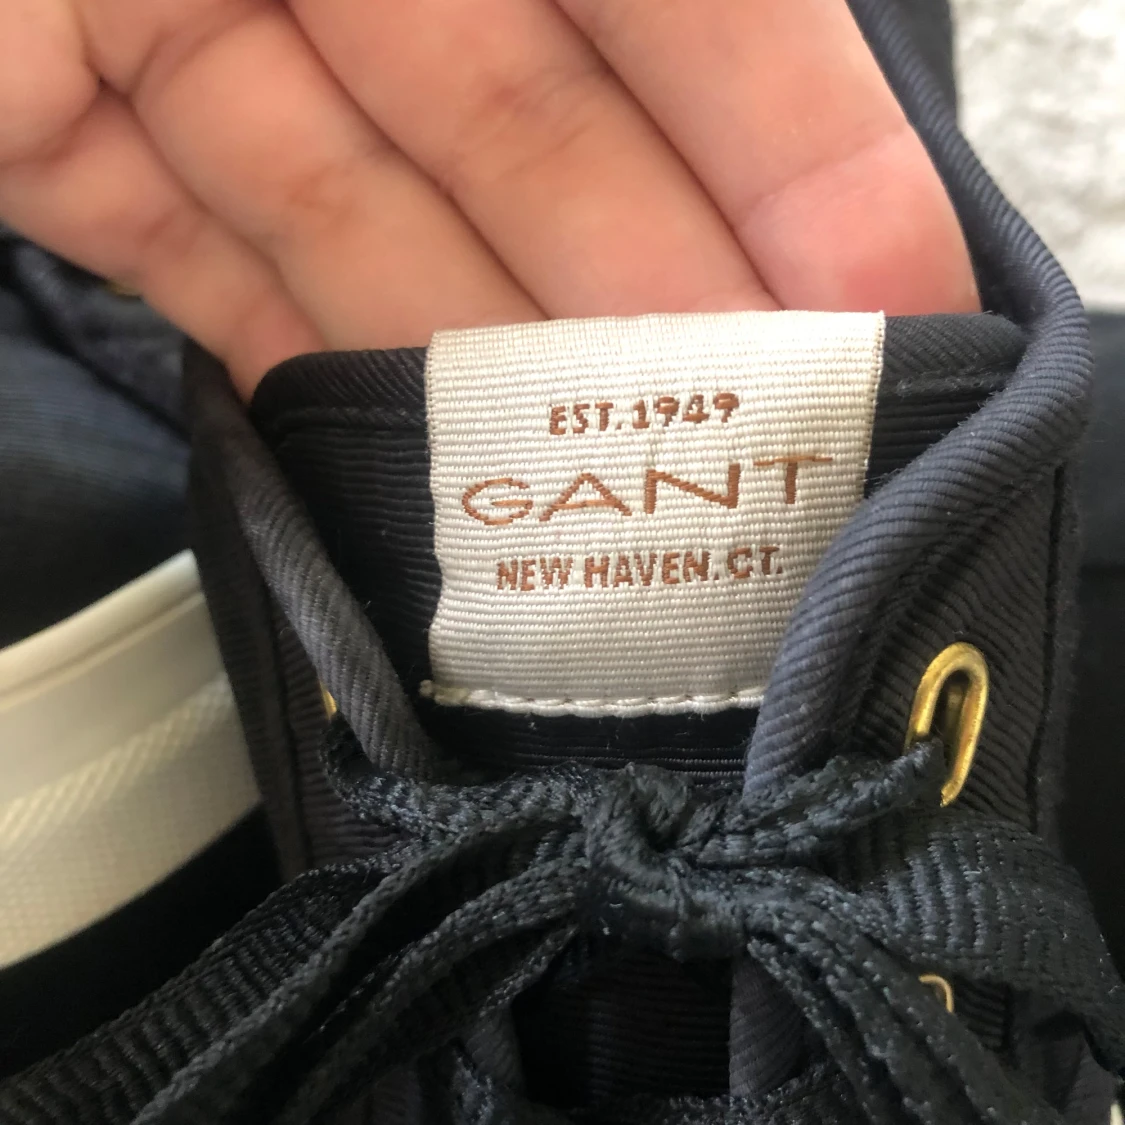 EST. 1949
GANT
NEW HAVEN. CT.